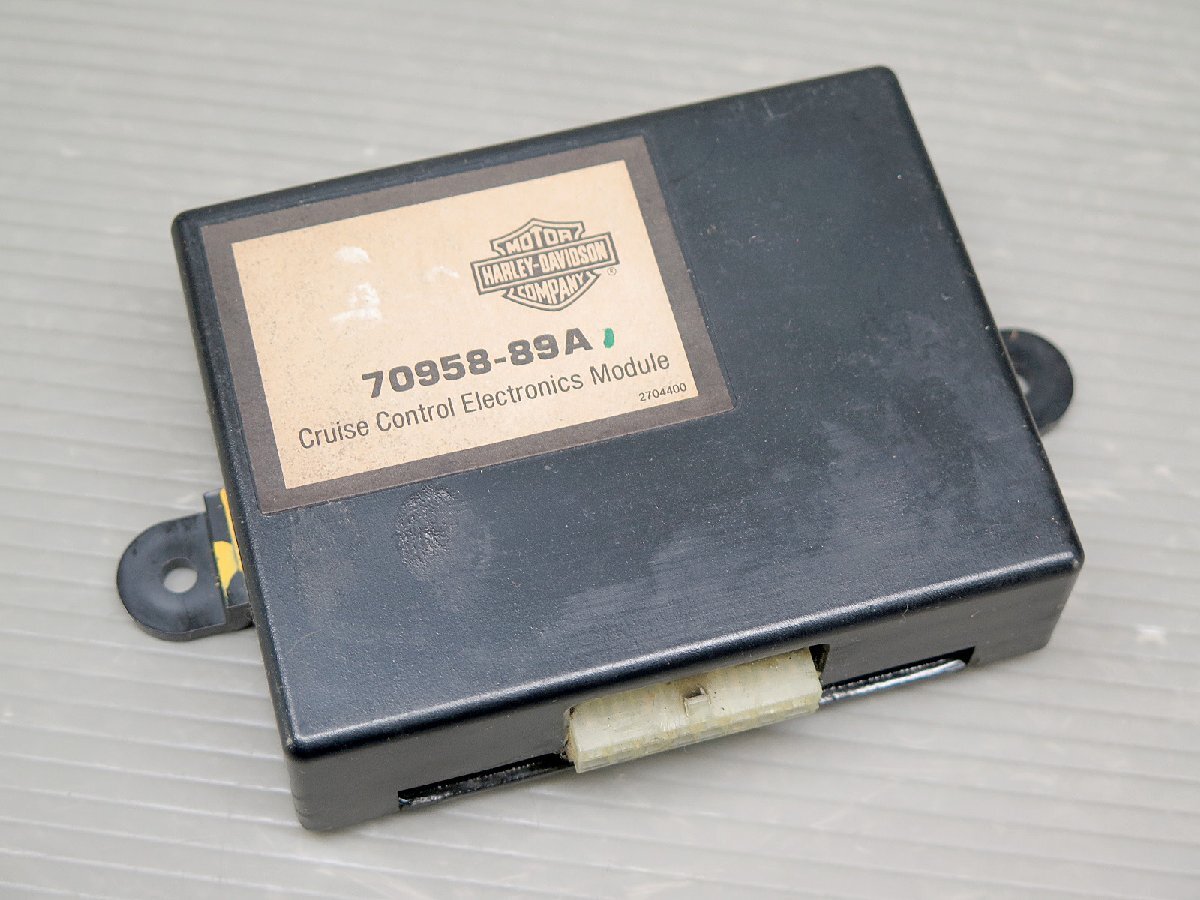 MOTOR
HARLEY-DAVIDSON
COMPANY
®
70958-89A
Cruise Control Electronics Module
2704400